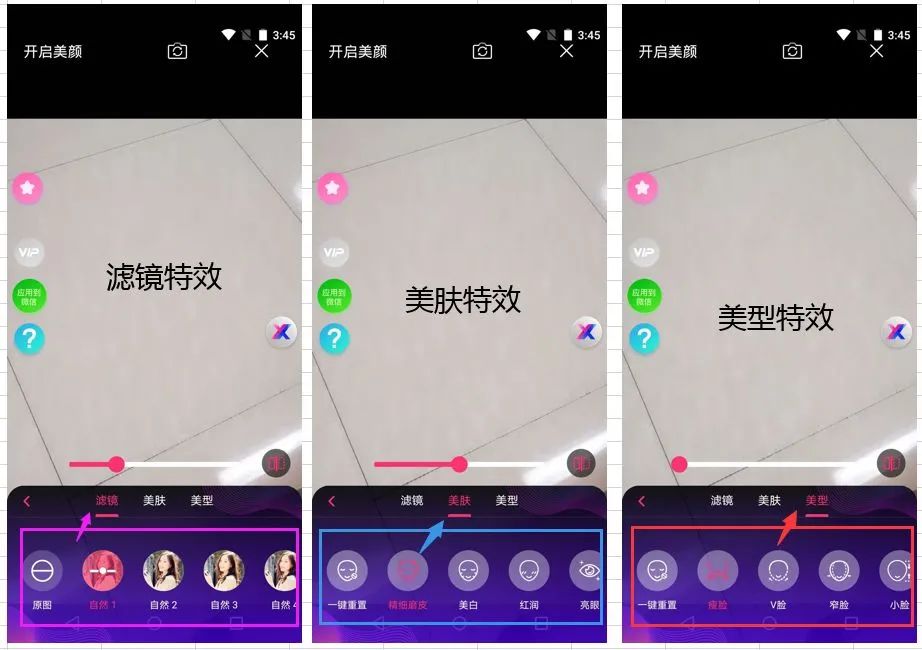 3:45
开启美颜
VIP
应用到
微信
?
滤镜特效
X
滤镜 美肤 美型
原图 自然 1 自然 2 自然 3 自然 4
3:45
开启美颜
VIP
应用到
微信
?
美肤特效
X
滤镜 美肤 美型
一键重置 精细磨皮 美白 红润 亮眼
3:45
开启美颜
VIP
应用到
微信
?
美型特效
X
滤镜 美肤 美型
一键重置 瘦脸 V脸 窄脸 小脸